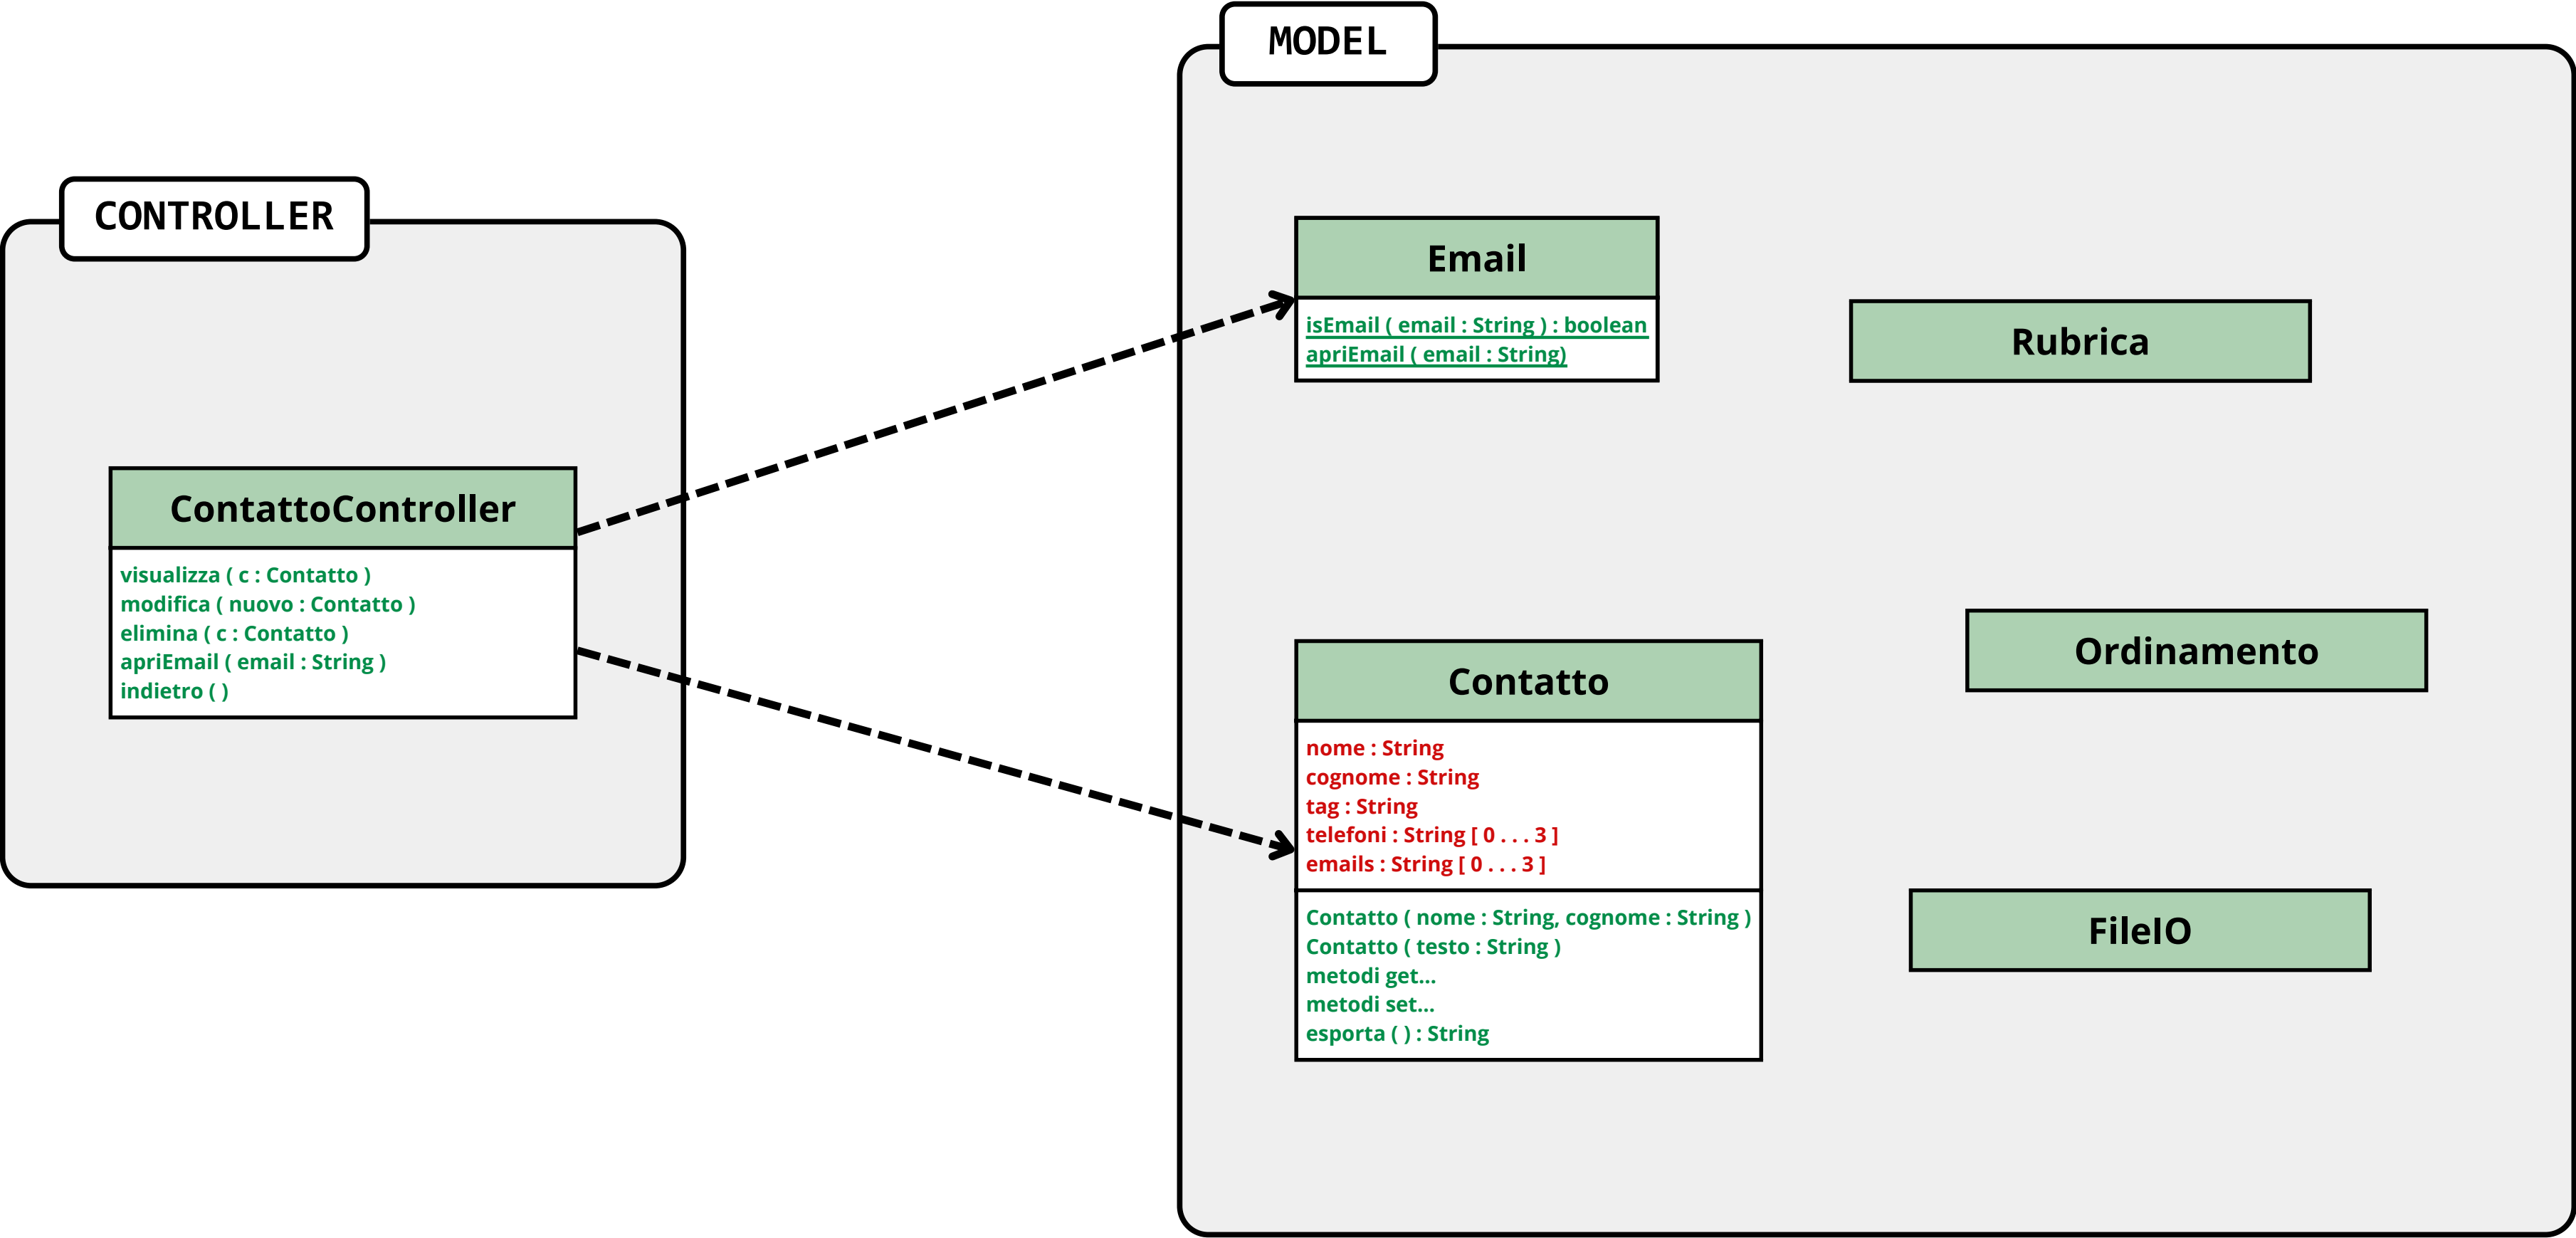 MODEL
CONTROLLER
Email
isEmail ( email : String ) : boolean
apriEmail ( email : String)
Rubrica
ContattoController
visualizza ( c : Contatto )
modifica ( nuovo : Contatto )
elimina ( c : Contatto )
apriEmail ( email : String )
indietro ( )
Ordinamento
Contatto
nome : String
cognome : String
tag : String
telefoni : String [ 0 . . . 3 ]
emails : String [ 0 . . . 3 ]
Contatto ( nome : String, cognome : String )
Contatto ( testo : String )
metodi get...
metodi set...
esporta ( ) : String
FileIO